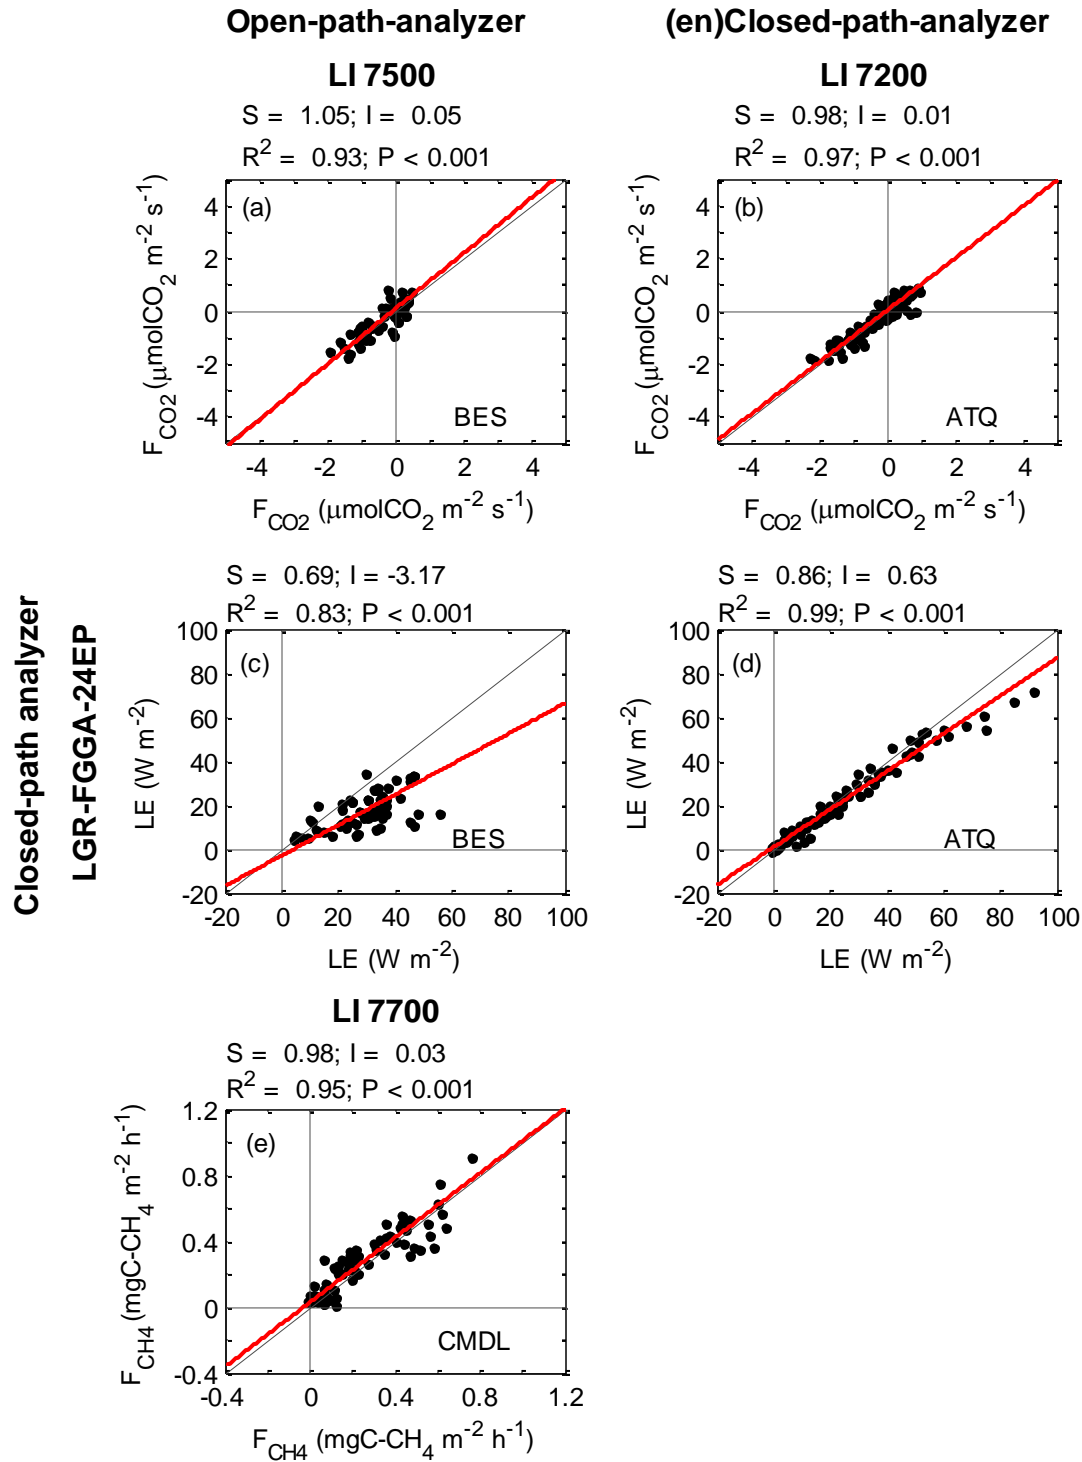 Open-path-analyzer
(en)Closed-path-analyzer
LI 7500
LI 7200
S = 1.05; I = 0.05
R² = 0.93; P < 0.001
S = 0.98; I = 0.01
R² = 0.97; P < 0.001
F_CO2 (μmolCO₂ m⁻² s⁻¹)
4
2
0
-2
-4
(a)
BES
-4 -2 0 2 4
F_CO2 (μmolCO₂ m⁻² s⁻¹)
F_CO2 (μmolCO₂ m⁻² s⁻¹)
4
2
0
-2
-4
(b)
ATQ
-4 -2 0 2 4
F_CO2 (μmolCO₂ m⁻² s⁻¹)
Closed-path analyzer
LGR-FGGA-24EP
S = 0.69; I = -3.17
R² = 0.83; P < 0.001
LE (W m⁻²)
100
80
60
40
20
0
-20
(c)
BES
-20 0 20 40 60 80 100
LE (W m⁻²)
S = 0.86; I = 0.63
R² = 0.99; P < 0.001
LE (W m⁻²)
100
80
60
40
20
0
-20
(d)
ATQ
-20 0 20 40 60 80 100
LE (W m⁻²)
LI 7700
S = 0.98; I = 0.03
R² = 0.95; P < 0.001
F_CH4 (mgC-CH₄ m⁻² h⁻¹)
1.2
0.8
0.4
0
-0.4
(e)
CMDL
-0.4 0 0.4 0.8 1.2
F_CH4 (mgC-CH₄ m⁻² h⁻¹)